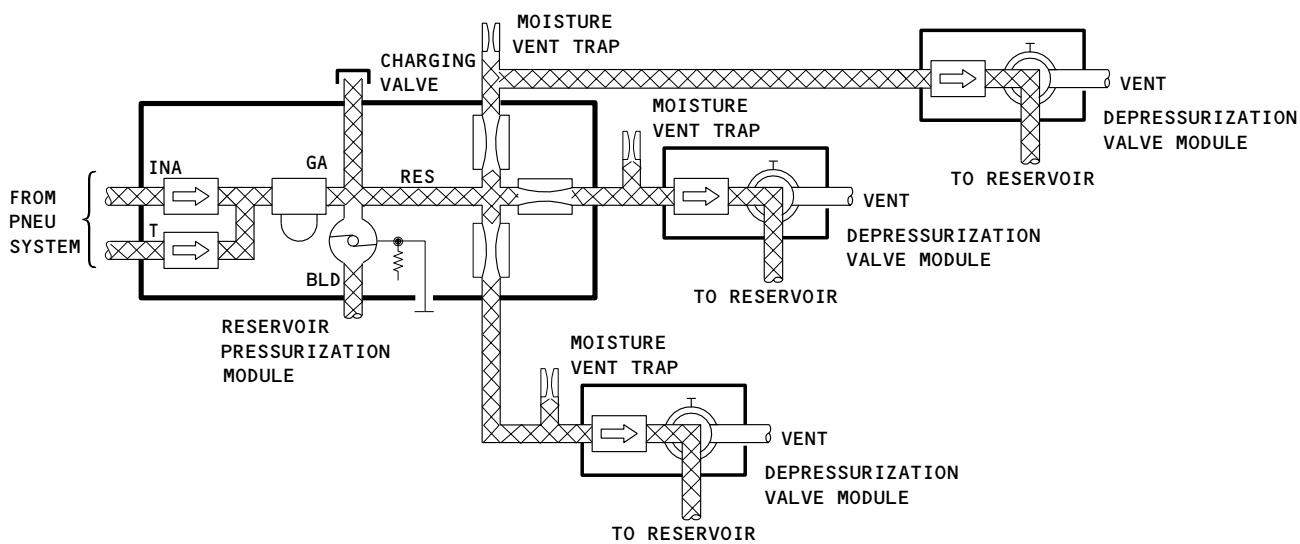 MOISTURE
VENT TRAP
CHARGING
VALVE
T
VENT
DEPRESSURIZATION
VALVE MODULE
TO RESERVOIR
MOISTURE
VENT TRAP
T
VENT
DEPRESSURIZATION
VALVE MODULE
TO RESERVOIR
FROM
PNEU
SYSTEM
INA
T
GA
RES
BLD
RESERVOIR
PRESSURIZATION
MODULE
MOISTURE
VENT TRAP
T
VENT
DEPRESSURIZATION
VALVE MODULE
TO RESERVOIR